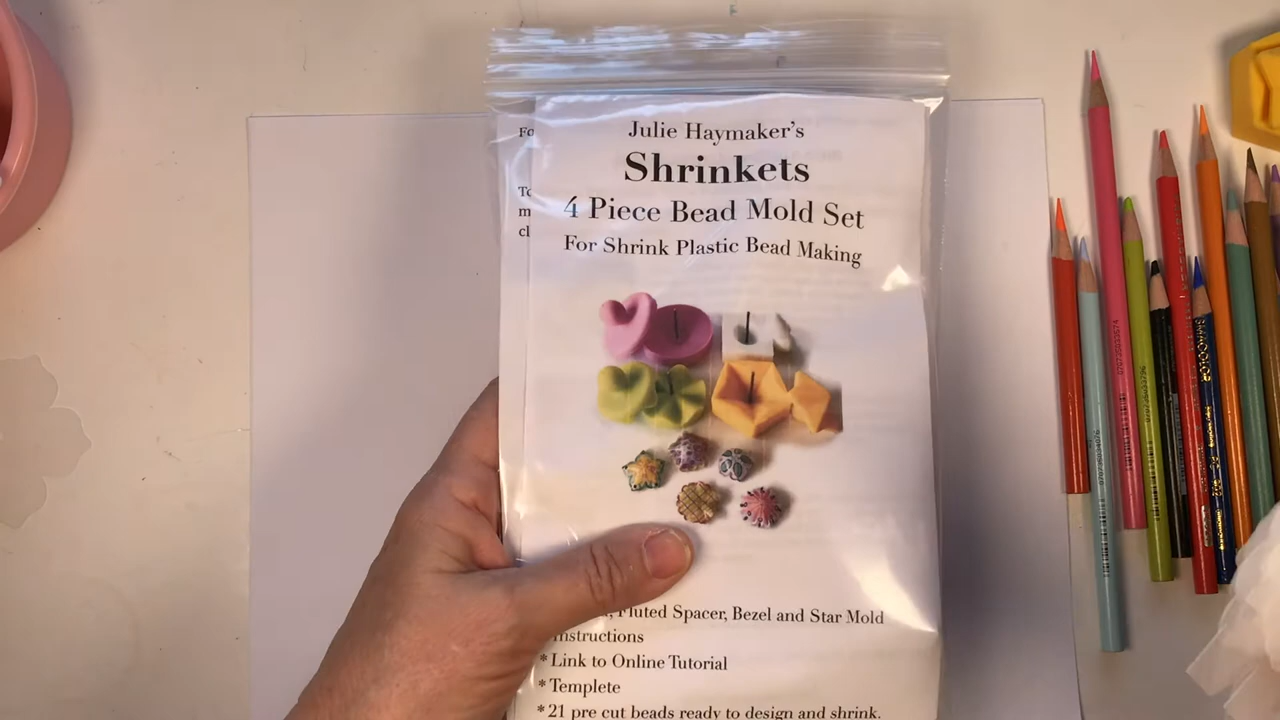 Julie Haymaker's
Shrinkets
4 Piece Bead Mold Set
For Shrink Plastic Bead Making
Fluted Spacer, Bezel and Star Mold
Instructions
* Link to Online Tutorial
* Templete
* 21 pre cut beads ready to design and shrink.